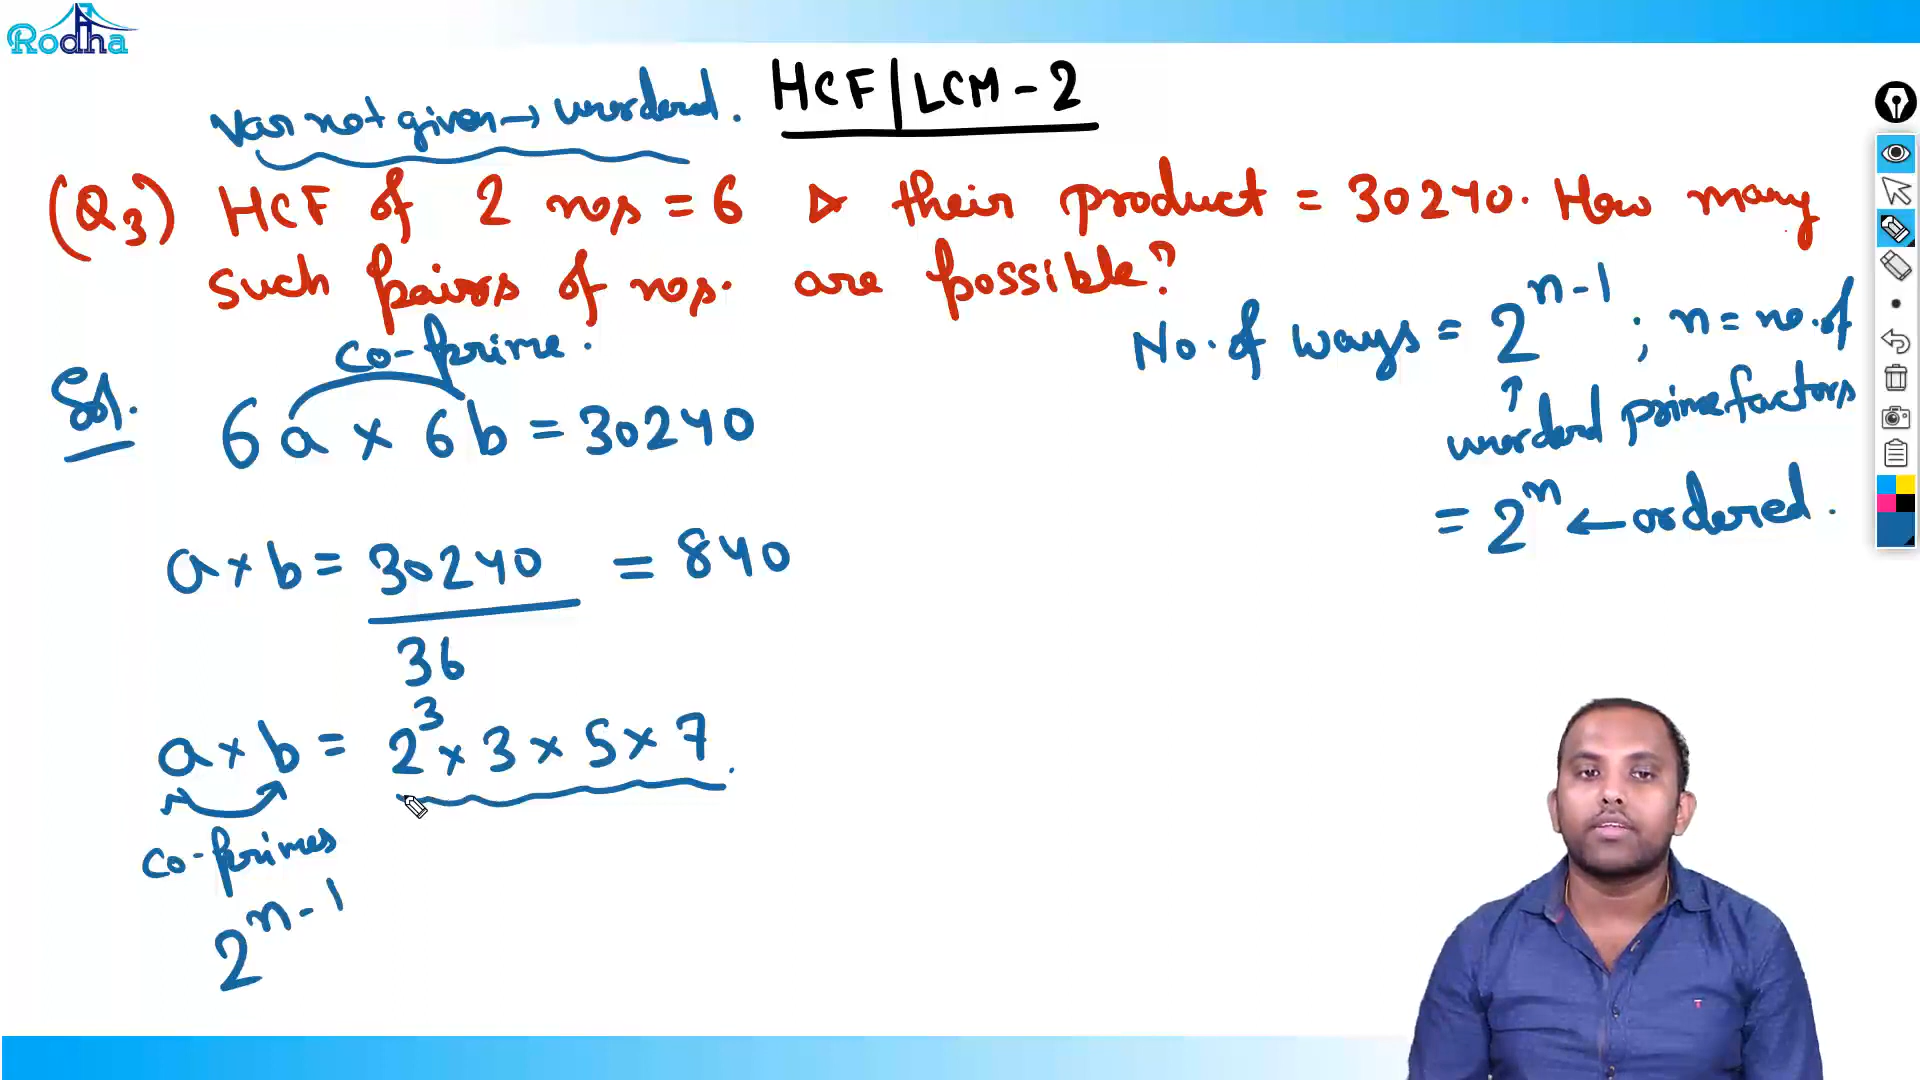 Rodha
HCF | LCM - 2
Var not given → unordered.
(Q3) HCF of 2 nos = 6 & their product = 30240. How many
such pairs of nos. are possible?
No. of ways = 2^(n-1) ; n = no. of
prime factors
↑
unordered
= 2^n ← ordered.
co-prime.
Sol.
6a × 6b = 30240
a × b = 30240 / 36 = 840
a × b = 2^3 × 3 × 5 × 7.
co-primes
2^(n-1)